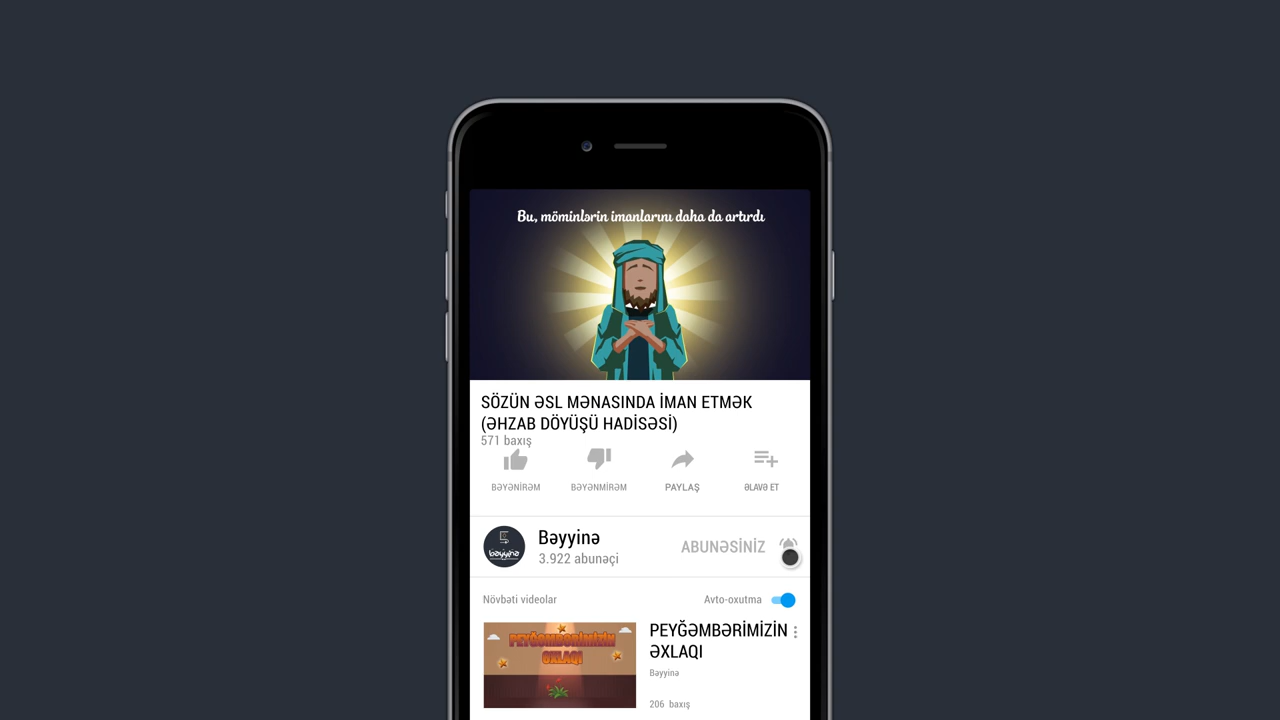 Bu, möminlərin imanlarını daha da artırdı
SÖZÜN ƏSL MƏNASINDA İMAN ETMƏK
(ƏHZAB DÖYÜŞÜ HADİSƏSİ)
571 baxış
BƏYƏNİRƏM BƏYƏNMİRƏM PAYLAŞ ƏLAVƏ ET
bəyyinə
Bəyyinə
3.922 abunəçi
ABUNƏSİNİZ
Növbəti videolar Avto-oxutma
PEYĞƏMBƏRİMİZİN
ƏXLAQI
PEYĞƏMBƏRİMİZİN
ƏXLAQI
Bəyyinə
206 baxış